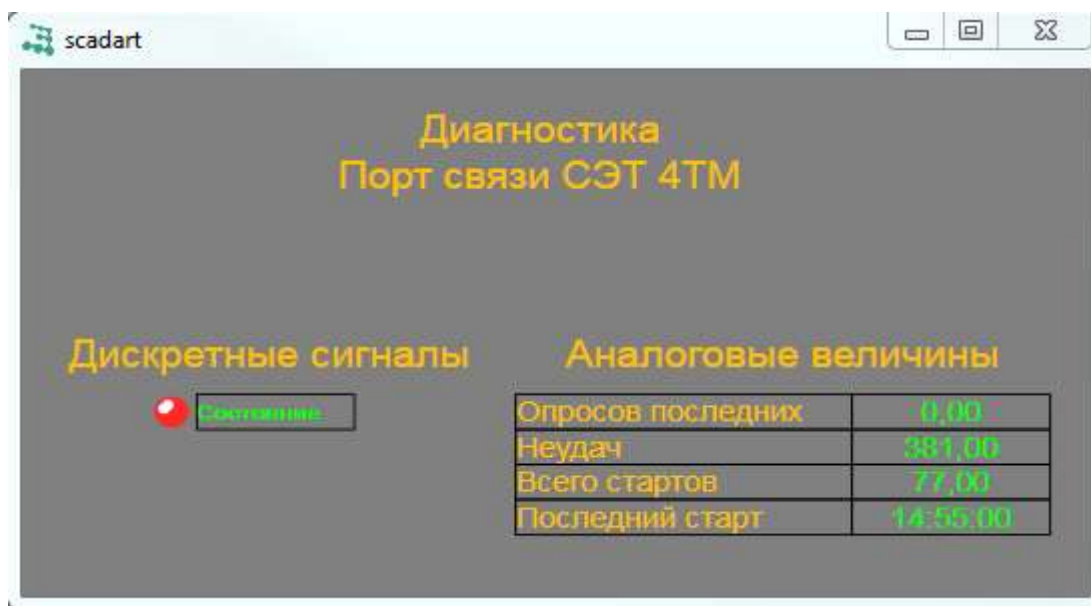 scadart
Диагностика
Порт связи СЭТ 4ТМ
Дискретные сигналы
Аналоговые величины
Состояние
Опросов последних 0,00
Неудач 381,00
Всего стартов 77,00
Последний старт 14:55:00